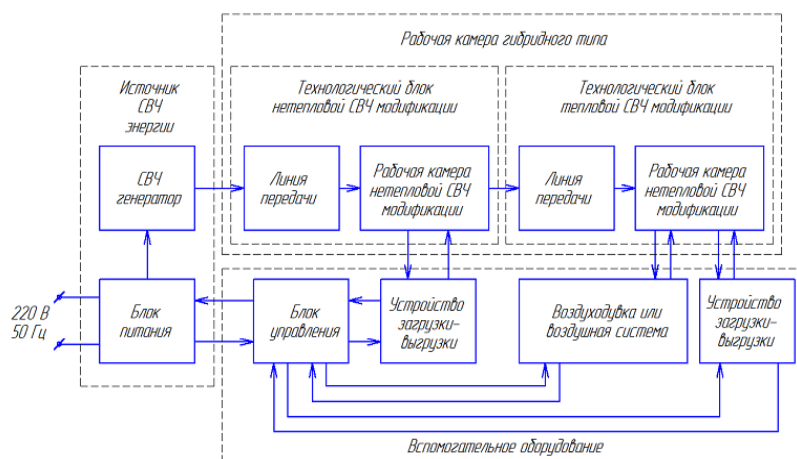 Рабочая камера гибридного типа
Источник
СВЧ
энергии
Технологический блок
нетепловой СВЧ модификации
Технологический блок
тепловой СВЧ модификации
СВЧ
генератор
Линия
передачи
Рабочая камера
нетепловой СВЧ
модификации
Линия
передачи
Рабочая камера
нетепловой СВЧ
модификации
220 В
50 Гц
Блок
питания
Блок
управления
Устройство
загрузки-
выгрузки
Воздуходувка или
воздушная система
Устройство
загрузки-
выгрузки
Вспомогательное оборудование